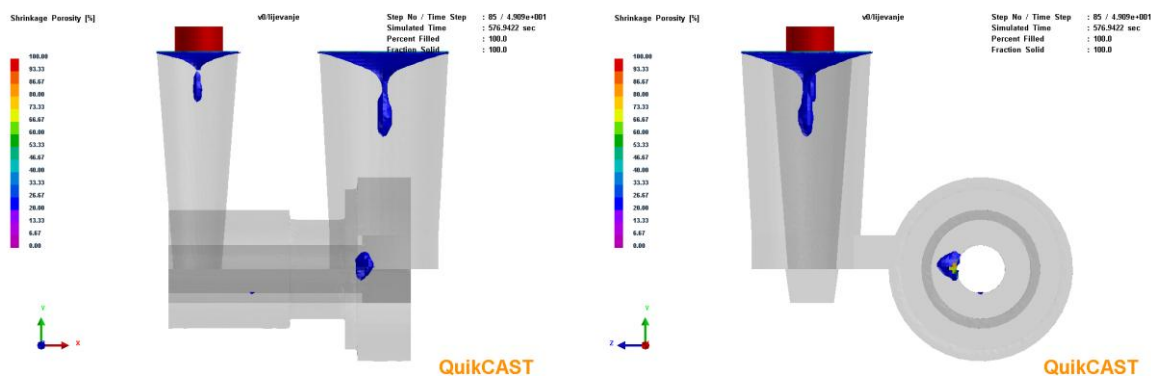 Shrinkage Porosity [%]
v0/lijevanje
Step No / Time Step : 85 / 4.909e+001
Simulated Time : 576.9422 sec
Percent Filled : 100.0
Fraction Solid : 100.0
100.00
93.33
86.67
80.00
73.33
66.67
60.00
53.33
46.67
40.00
33.33
26.67
20.00
13.33
6.67
0.00
Y
X
QuikCAST
Shrinkage Porosity [%]
v0/lijevanje
Step No / Time Step : 85 / 4.909e+001
Simulated Time : 576.9422 sec
Percent Filled : 100.0
Fraction Solid : 100.0
100.00
93.33
86.67
80.00
73.33
66.67
60.00
53.33
46.67
40.00
33.33
26.67
20.00
13.33
6.67
0.00
Y
Z
QuikCAST